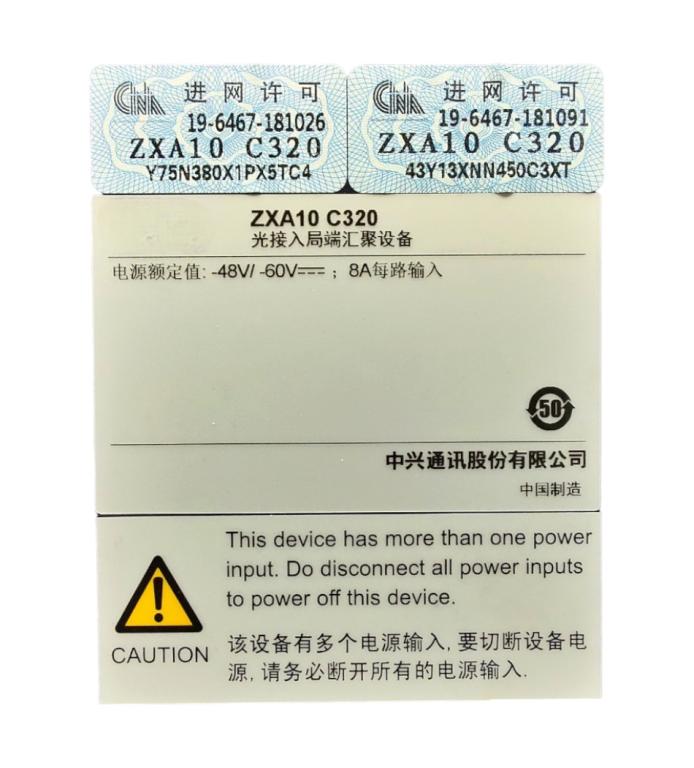 CNA 进网许可
19-6467-181026
ZXA10 C320
Y75N380X1PX5TC4
CNA 进网许可
19-6467-181091
ZXA10 C320
43Y13XNN450C3XT
ZXA10 C320
光接入局端汇聚设备
电源额定值: -48V/ -60V⎓ ; 8A每路输入
50
中兴通讯股份有限公司
中国制造
This device has more than one power
input. Do disconnect all power inputs
to power off this device.
CAUTION
该设备有多个电源输入, 要切断设备电
源, 请务必断开所有的电源输入.